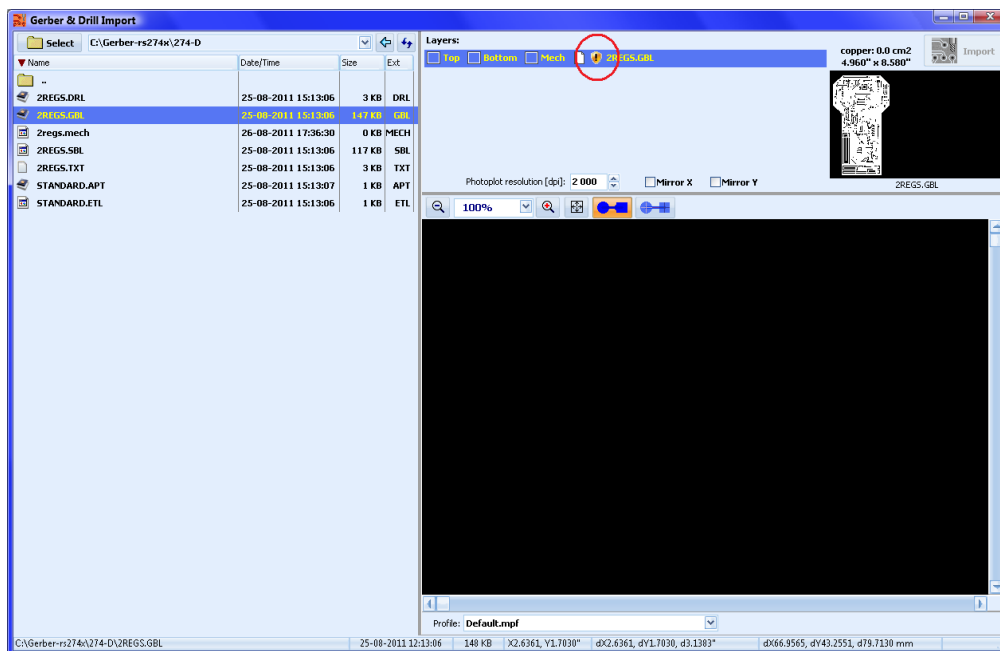 Gerber & Drill Import
Select C:\Gerber-rs274x\274-D
Name Date/Time Size Ext
..
2REGS.DRL 25-08-2011 15:13:06 3 KB DRL
2REGS.GBL 25-08-2011 15:13:06 147 KB GBL
2regs.mech 26-08-2011 17:36:30 0 KB MECH
2REGS.SBL 25-08-2011 15:13:06 117 KB SBL
2REGS.TXT 25-08-2011 15:13:06 3 KB TXT
STANDARD.APT 25-08-2011 15:13:07 1 KB APT
STANDARD.ETL 25-08-2011 15:13:06 1 KB ETL
Layers:
Top Bottom Mech 2REGS.GBL
copper: 0.0 cm2
4.960" x 8.580"
Import
Photoplot resolution [dpi]: 2 000 Mirror X Mirror Y
2REGS.GBL
100%
Profile: Default.mpf
C:\Gerber-rs274x\274-D\2REGS.GBL 25-08-2011 12:13:06 148 KB X2.6361, Y1.7030" dX2.6361, dY1.7030, d3.1383" dX66.9565, dY43.2551, d79.7130 mm